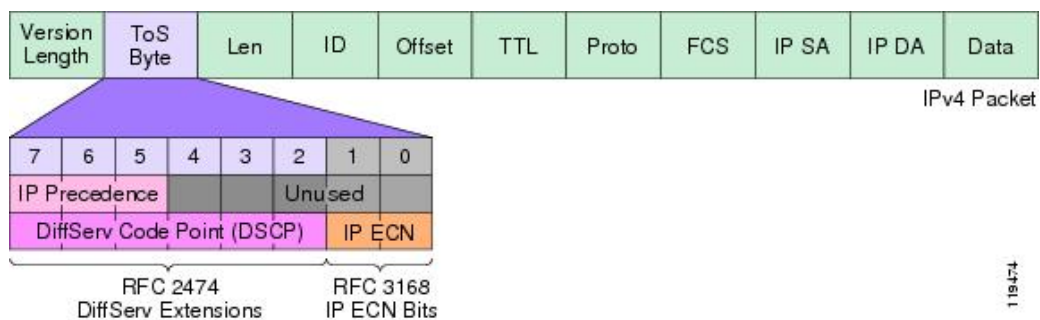 Version Length ToS Byte Len ID Offset TTL Proto FCS IP SA IP DA Data
IPv4 Packet
7 6 5 4 3 2 1 0
IP Precedence Unused
DiffServ Code Point (DSCP) IP ECN
RFC 2474 RFC 3168
DiffServ Extensions IP ECN Bits
119474